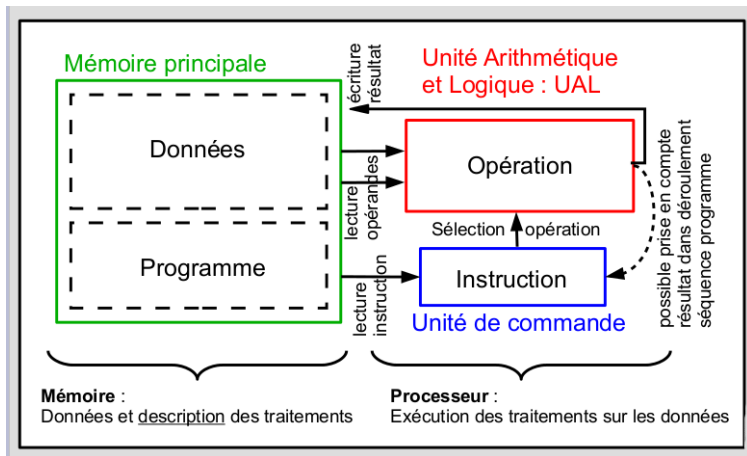 Mémoire principale
Données
Programme
écriture
résultat
lecture
opérandes
lecture
instruction
Unité Arithmétique
et Logique : UAL
Opération
Sélection opération
Instruction
Unité de commande
possible prise en compte
résultat dans déroulement
séquence programme
Mémoire :
Données et description des traitements
Processeur :
Exécution des traitements sur les données